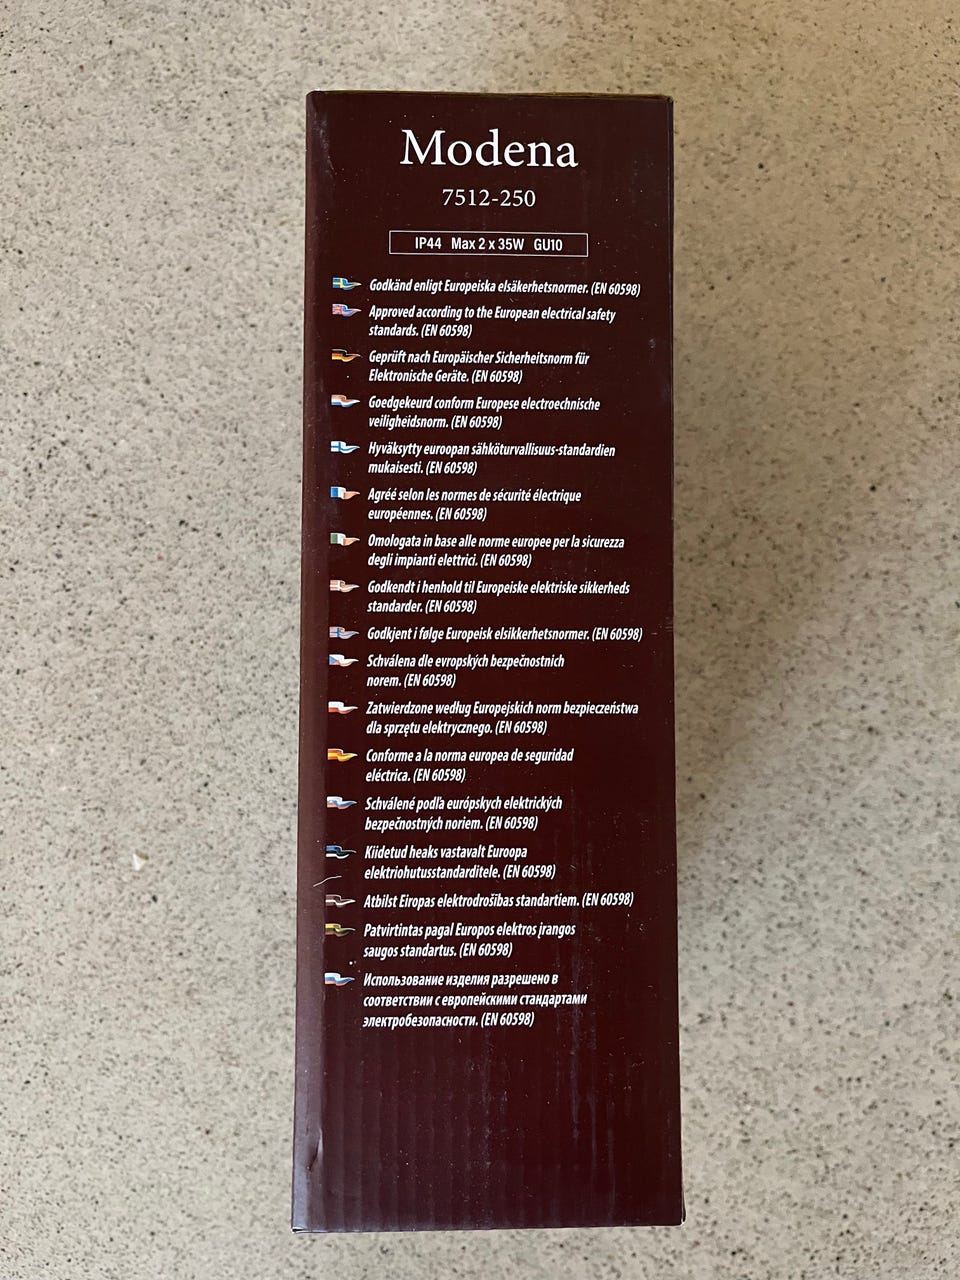 Modena
7512-250
IP44 Max 2 x 35W GU10
Godkänd enligt Europeiska elsäkerhetsnormer. (EN 60598)
Approved according to the European electrical safety
standards. (EN 60598)
Geprüft nach Europäischer Sicherheitsnorm für
Elektronische Geräte. (EN 60598)
Goedgekeurd conform Europese electroechnische
veiligheidsnorm. (EN 60598)
Hyväksytty euroopan sähköturvallisuus-standardien
mukaisesti. (EN 60598)
Agréé selon les normes de sécurité électrique
européennes. (EN 60598)
Omologata in base alle norme europee per la sicurezza
degli impianti elettrici. (EN 60598)
Godkendt i henhold til Europeiske elektriske sikkerheds
standarder. (EN 60598)
Godkjent i følge Europeisk elsikkerhetsnormer. (EN 60598)
Schválena dle evropských bezpečnostnich
norem. (EN 60598)
Zatwierdzone według Europejskich norm bezpieczeństwa
dla sprzętu elektrycznego. (EN 60598)
Conforme a la norma europea de seguridad
eléctrica. (EN 60598)
Schválené podľa európskych elektrických
bezpečnostných noriem. (EN 60598)
Kiidetud heaks vastavalt Euroopa
elektriohutusstandarditele. (EN 60598)
Atbilst Eiropas elektrodrošības standartiem. (EN 60598)
Patvirtintas pagal Europos elektros įrangos
saugos standartus. (EN 60598)
Использование изделия разрешено в
соответствии с европейскими стандартами
электробезопасности. (EN 60598)